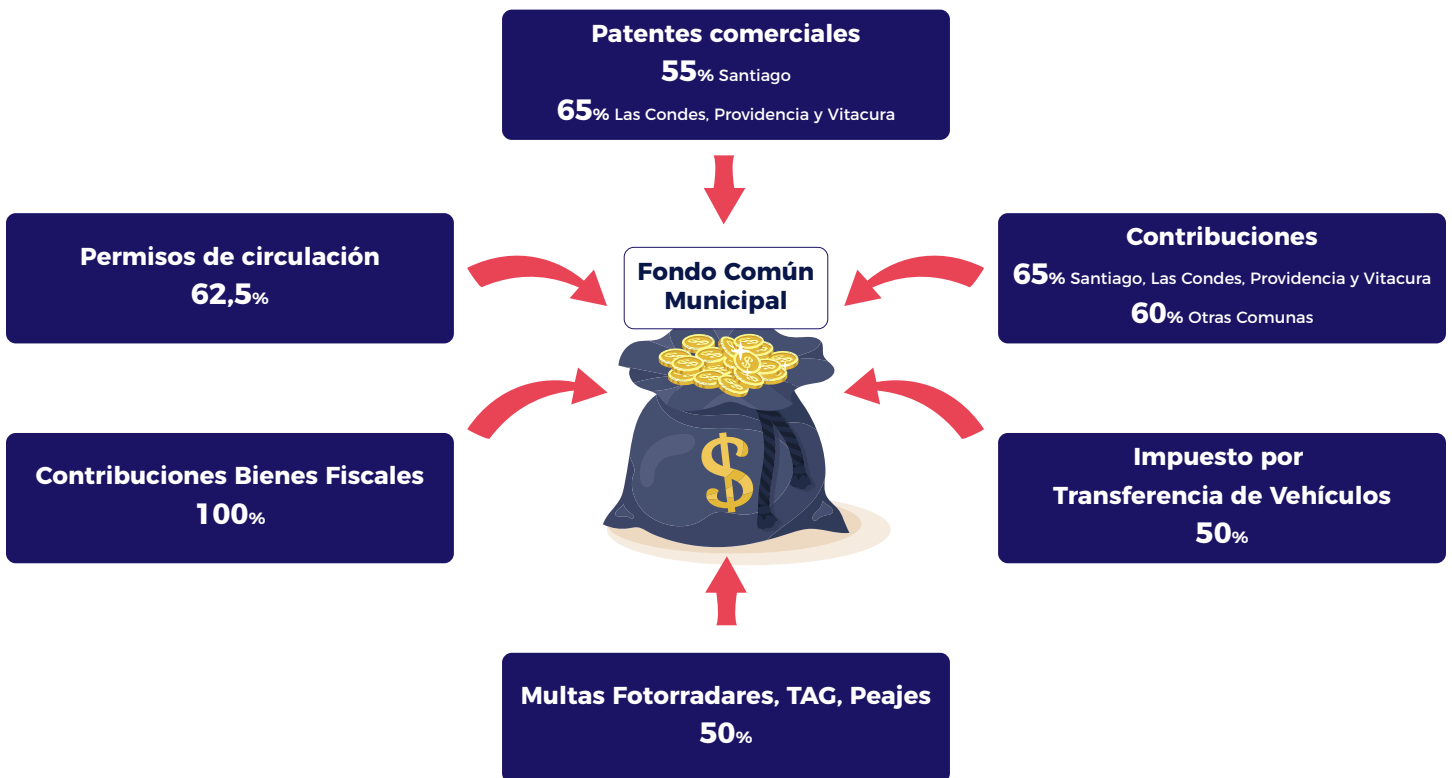 Patentes comerciales
55% Santiago
65% Las Condes, Providencia y Vitacura
Permisos de circulación
62,5%
Fondo Común
Municipal
Contribuciones
65% Santiago, Las Condes, Providencia y Vitacura
60% Otras Comunas
Contribuciones Bienes Fiscales
100%
$
Impuesto por
Transferencia de Vehículos
50%
Multas Fotorradares, TAG, Peajes
50%